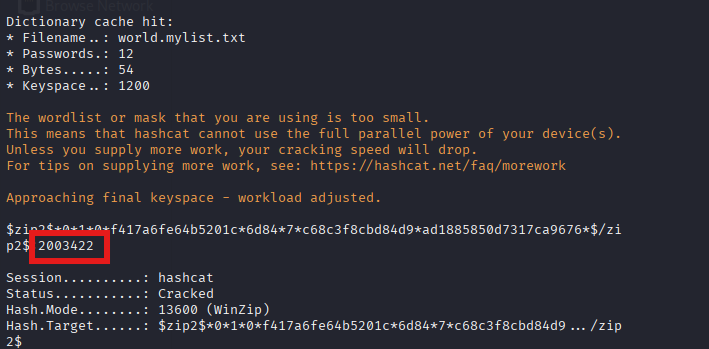 Browse Network
Dictionary cache hit:
* Filename..: world.mylist.txt
* Passwords.: 12
* Bytes.....: 54
* Keyspace..: 1200
The wordlist or mask that you are using is too small.
This means that hashcat cannot use the full parallel power of your device(s).
Unless you supply more work, your cracking speed will drop.
For tips on supplying more work, see: https://hashcat.net/faq/morework
Approaching final keyspace - workload adjusted.
$zip2$*0*1*0*f417a6fe64b5201c*6d84*7*c68c3f8cbd84d9*ad1885850d7317ca9676*$/zi
p2$:2003422
Session..........: hashcat
Status...........: Cracked
Hash.Mode........: 13600 (WinZip)
Hash.Target......: $zip2$*0*1*0*f417a6fe64b5201c*6d84*7*c68c3f8cbd84d9.../zip
2$